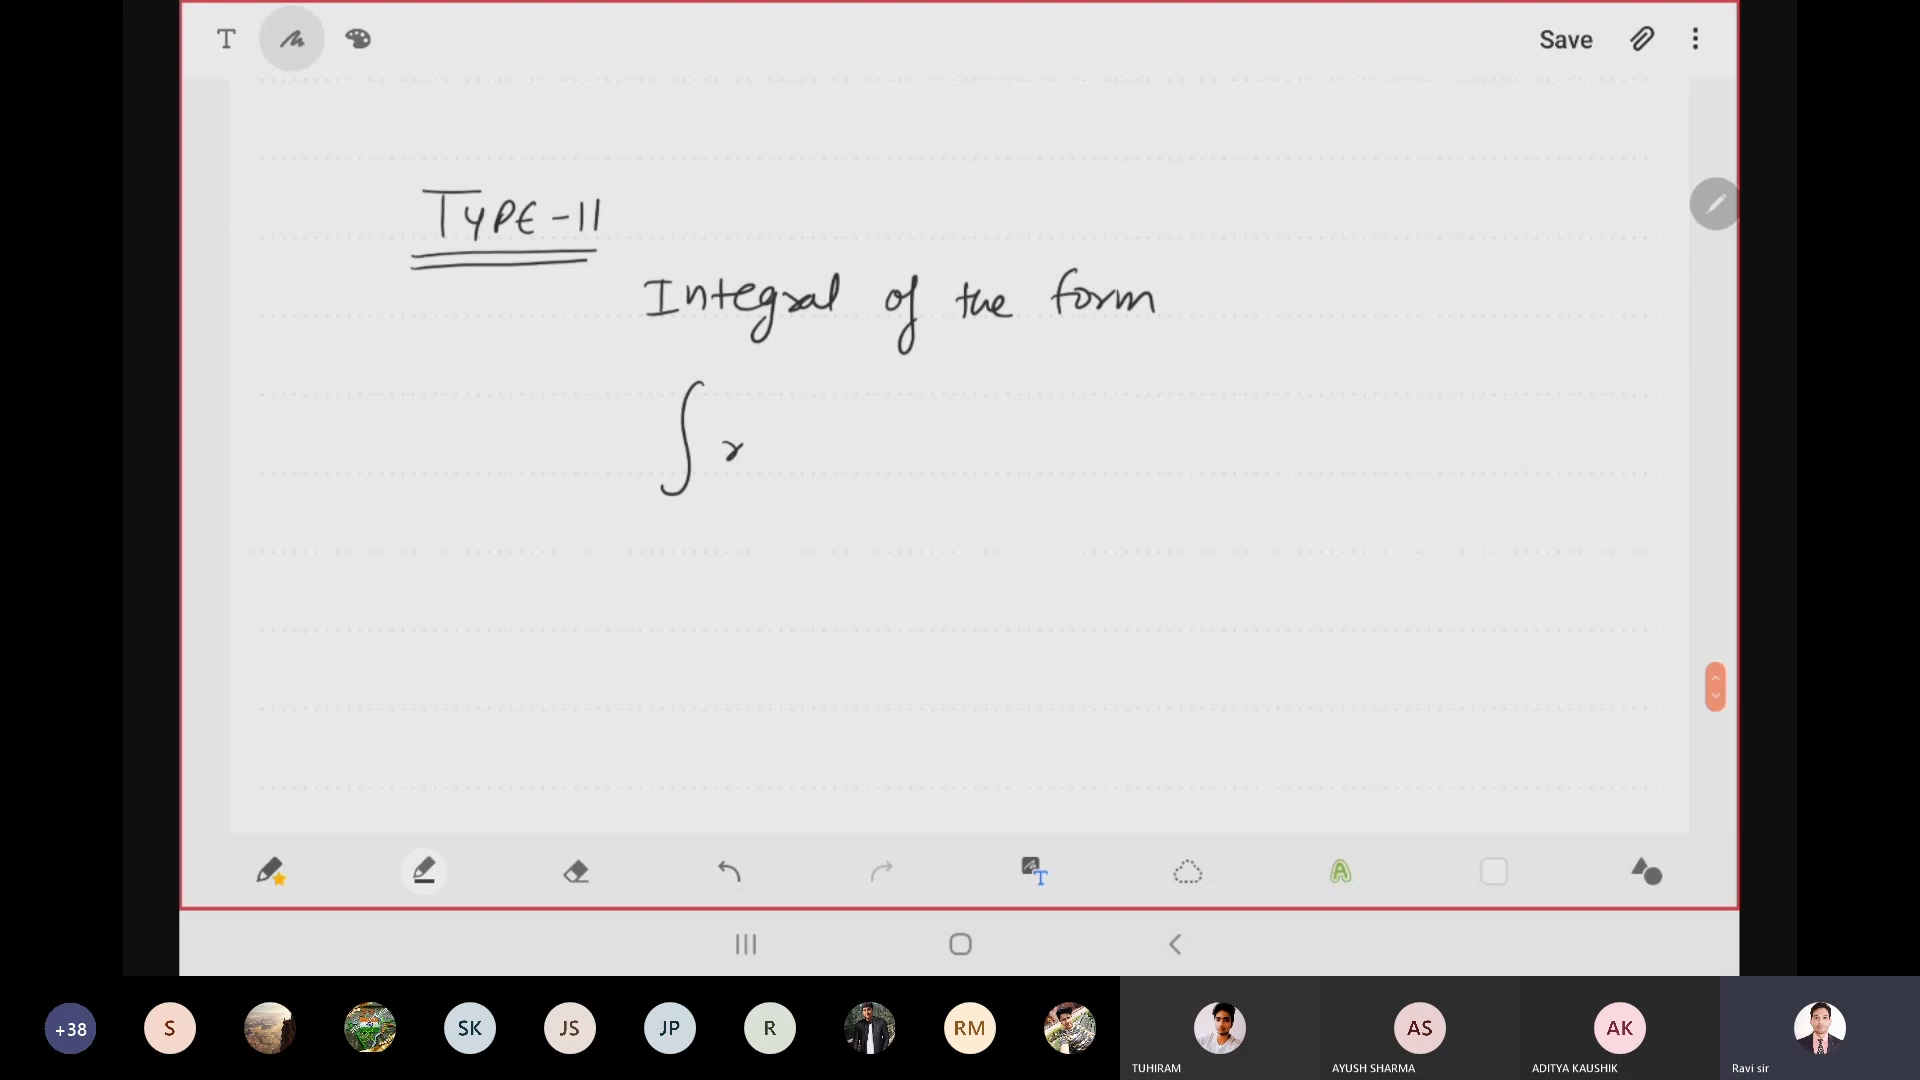 T Save
TYPE-II
Integral of the form
∫ x
T A
+38 S SK JS JP R RM
TUHIRAM AS AYUSH SHARMA AK ADITYA KAUSHIK Ravi sir